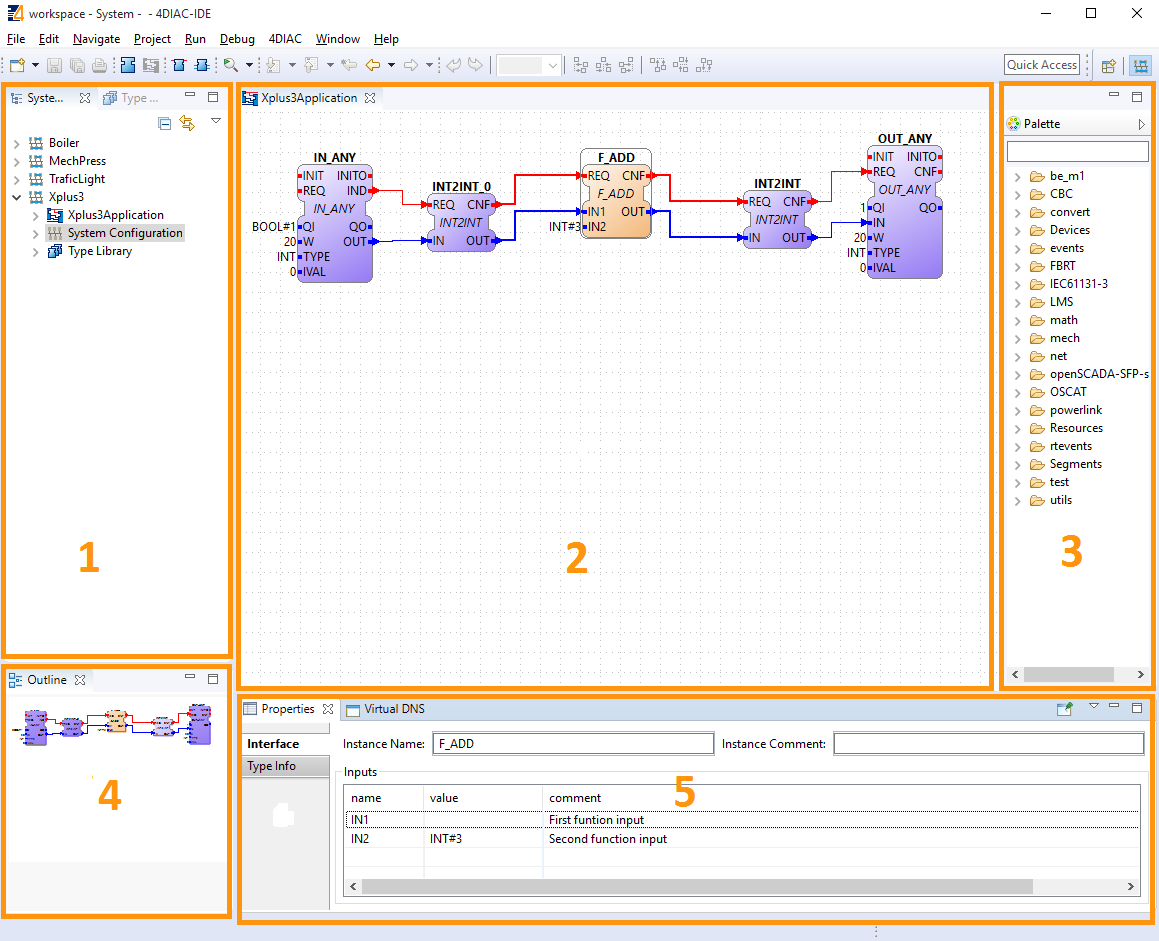 workspace - System - - 4DIAC-IDE
File Edit Navigate Project Run Debug 4DIAC Window Help
Quick Access
Syste... Type ...
Boiler
MechPress
TraficLight
Xplus3
Xplus3Application
System Configuration
Type Library
1
Xplus3Application
IN_ANY
INIT INITO
REQ IND
IN_ANY
BOOL#1 QI QO
20 W OUT
INT TYPE
0 IVAL
INT2INT_0
REQ CNF
INT2INT
IN OUT
F_ADD
REQ CNF
F_ADD
IN1 OUT
INT#3 IN2
INT2INT
REQ CNF
INT2INT
IN OUT
OUT_ANY
INIT INITO
REQ CNF
OUT_ANY
1 QI QO
IN
20 W
INT TYPE
0 IVAL
2
Palette
be_m1
CBC
convert
Devices
events
FBRT
IEC61131-3
LMS
math
mech
net
openSCADA-SFP-s
OSCAT
powerlink
Resources
rtevents
Segments
test
utils
3
Outline
4
Properties Virtual DNS
Interface
Type Info
Instance Name: F_ADD Instance Comment:
Inputs
name value comment
IN1 First funtion input
IN2 INT#3 Second function input
5